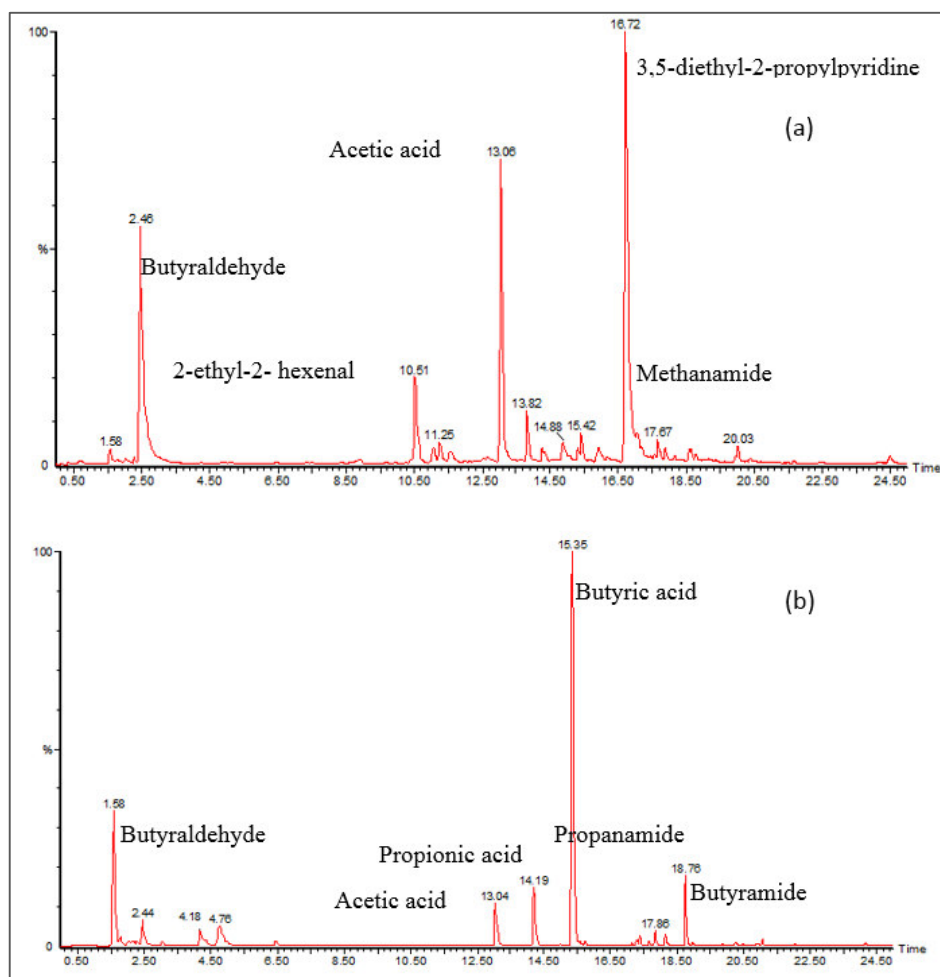 100
16.72
3,5-diethyl-2-propylpyridine
(a)
Acetic acid
13.06
2.46
%
Butyraldehyde
2-ethyl-2- hexenal
10.51
Methanamide
13.82
1.58
11.25
14.88
15.42
17.67
20.03
0
0.50 2.50 4.50 6.50 8.50 10.50 12.50 14.50 16.50 18.50 20.50 22.50 24.50
Time
100
15.35
Butyric acid
(b)
%
1.58
Butyraldehyde
Propanamide
Propionic acid
14.19
18.76
Acetic acid
13.04
Butyramide
2.44
4.18
4.76
17.86
0
0.50 2.50 4.50 6.50 8.50 10.50 12.50 14.50 16.50 18.50 20.50 22.50 24.50
Time